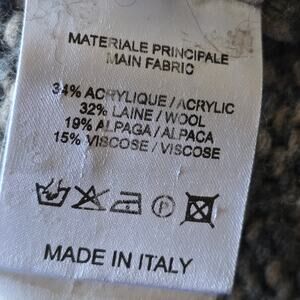 MATERIALE PRINCIPALE
MAIN FABRIC
34% ACRYLIQUE / ACRYLIC
32% LAINE / WOOL
19% ALPAGA / ALPACA
15% VISCOSE / VISCOSE
P
MADE IN ITALY